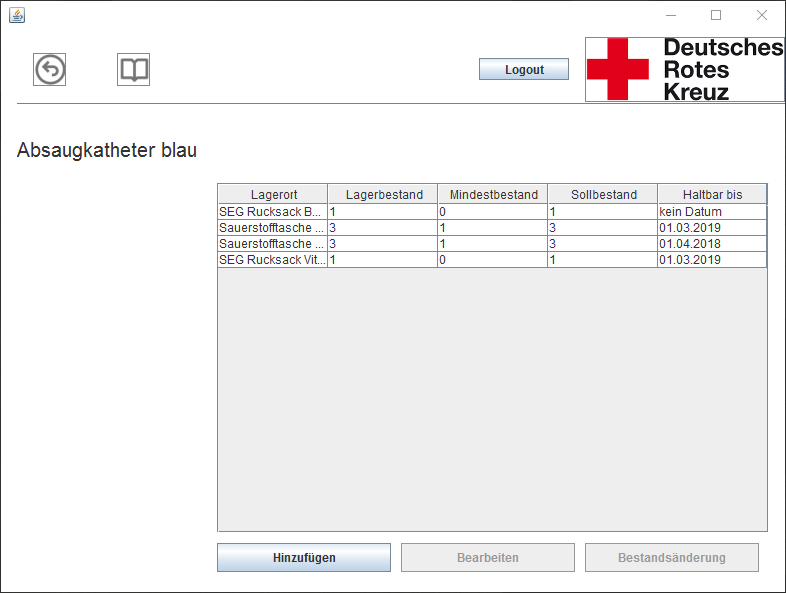 Logout
Deutsches
Rotes
Kreuz
Absaugkatheter blau
Lagerort Lagerbestand Mindestbestand Sollbestand Haltbar bis
SEG Rucksack B... 1 0 1 kein Datum
Sauerstofftasche ... 3 1 3 01.03.2019
Sauerstofftasche ... 3 1 3 01.04.2018
SEG Rucksack Vit... 1 0 1 01.03.2019
Hinzufügen Bearbeiten Bestandsänderung